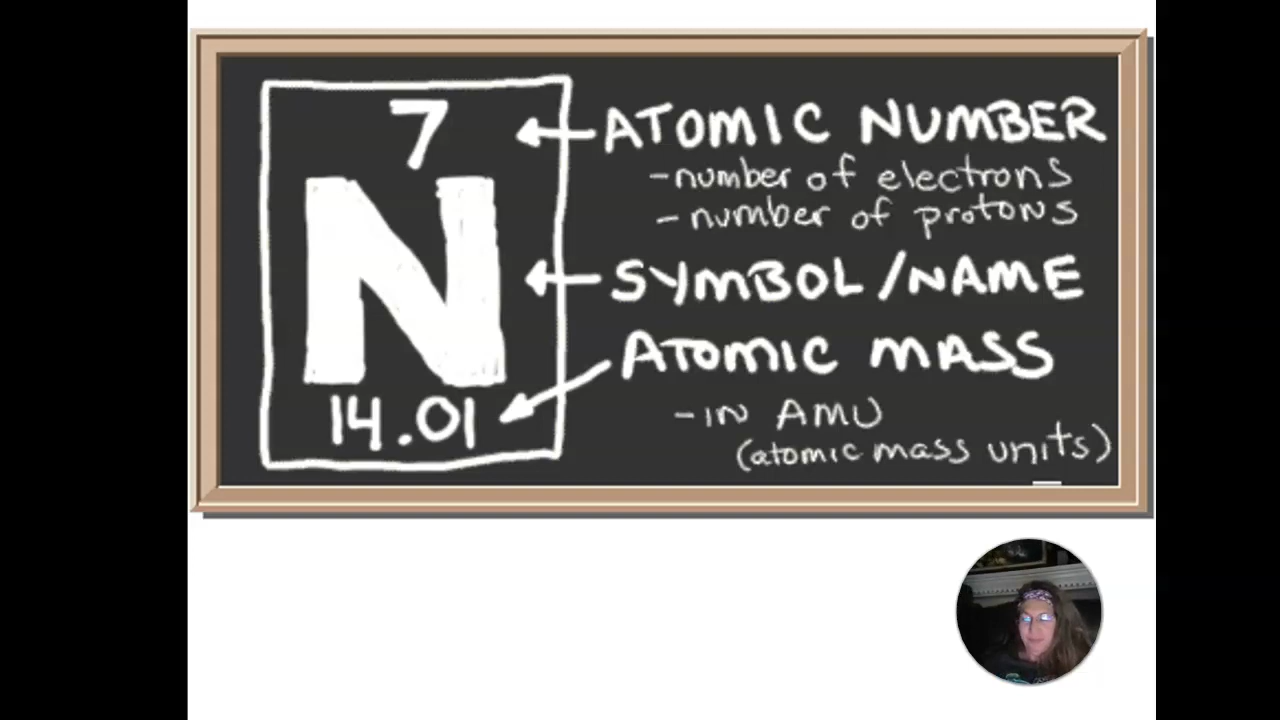 7
N
14.01
ATOMIC NUMBER
-number of electrons
- number of protons
SYMBOL/NAME
ATOMIC MASS
-IN AMU
(atomic mass units)